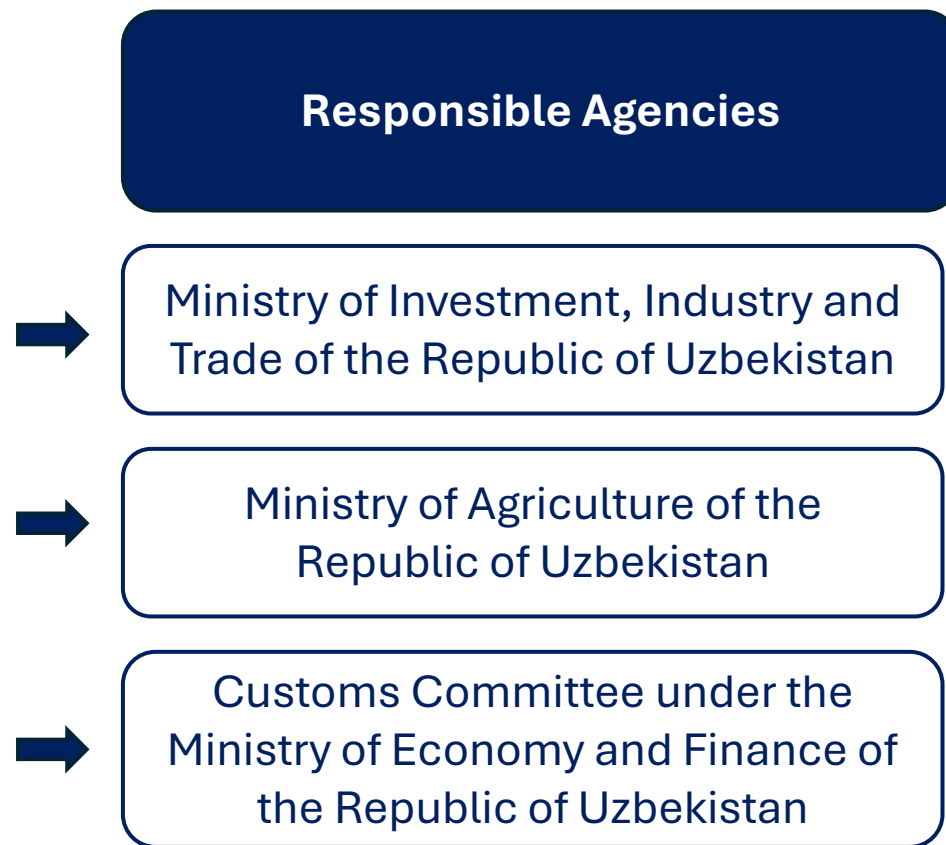 Responsible Agencies
Ministry of Investment, Industry and
Trade of the Republic of Uzbekistan
Ministry of Agriculture of the
Republic of Uzbekistan
Customs Committee under the
Ministry of Economy and Finance of
the Republic of Uzbekistan